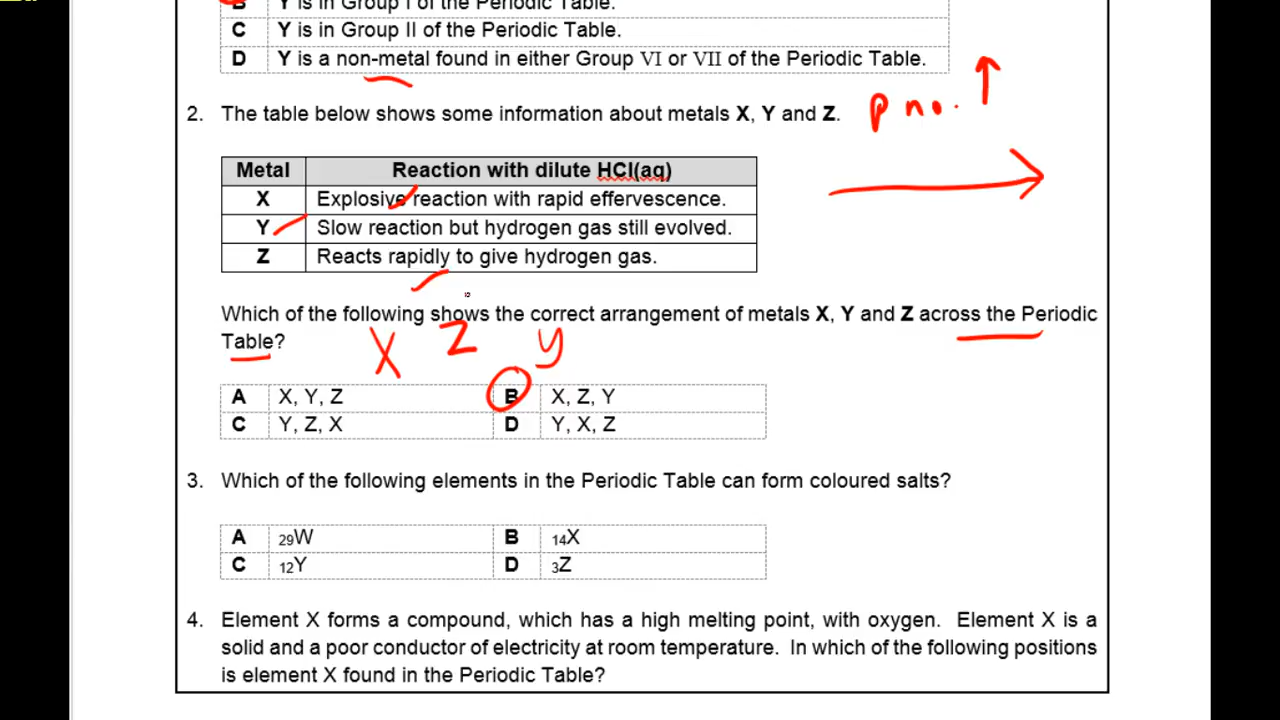 B Y is in Group I of the Periodic Table.
C Y is in Group II of the Periodic Table.
D Y is a non-metal found in either Group VI or VII of the Periodic Table.
2. The table below shows some information about metals X, Y and Z.
p no.
Metal Reaction with dilute HCl(aq)
X Explosive reaction with rapid effervescence.
Y Slow reaction but hydrogen gas still evolved.
Z Reacts rapidly to give hydrogen gas.
Which of the following shows the correct arrangement of metals X, Y and Z across the Periodic
Table?
X Z y
A X, Y, Z B X, Z, Y
C Y, Z, X D Y, X, Z
3. Which of the following elements in the Periodic Table can form coloured salts?
A ₂₉W B ₁₄X
C ₁₂Y D ₃Z
4. Element X forms a compound, which has a high melting point, with oxygen. Element X is a
solid and a poor conductor of electricity at room temperature. In which of the following positions
is element X found in the Periodic Table?